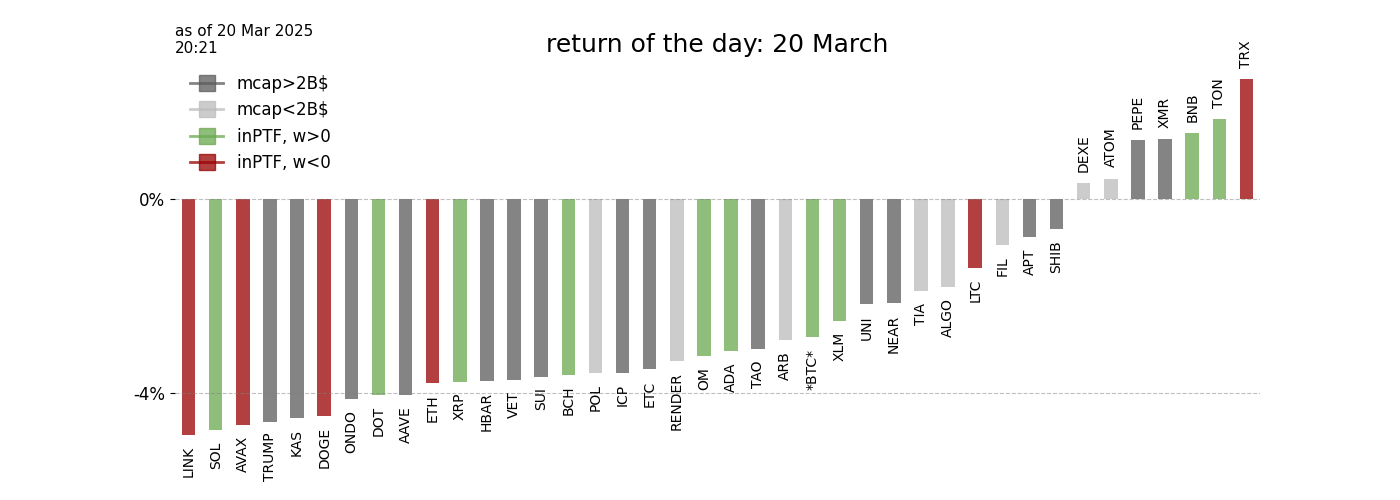 as of 20 Mar 2025
20:21
return of the day: 20 March
mcap>2B$
mcap<2B$
inPTF, w>0
inPTF, w<0
0%
-4%
LINK
SOL
AVAX
TRUMP
KAS
DOGE
ONDO
DOT
AAVE
ETH
XRP
HBAR
VET
SUI
BCH
POL
ICP
ETC
RENDER
OM
ADA
TAO
ARB
*BTC*
XLM
UNI
NEAR
TIA
ALGO
LTC
FIL
APT
SHIB
DEXE
ATOM
PEPE
XMR
BNB
TON
TRX